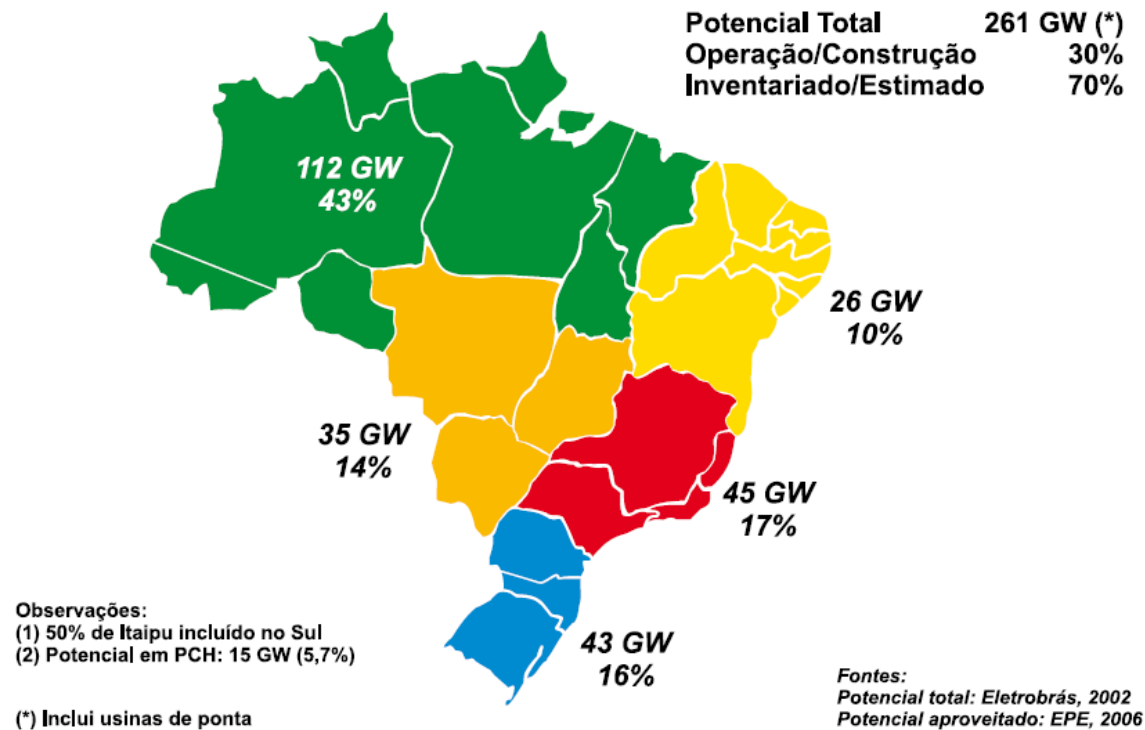 Potencial Total 261 GW (*)
Operação/Construção 30%
Inventariado/Estimado 70%
112 GW
43%
26 GW
10%
35 GW
14%
45 GW
17%
43 GW
16%
Observações:
(1) 50% de Itaipu incluído no Sul
(2) Potencial em PCH: 15 GW (5,7%)
(*) Inclui usinas de ponta
Fontes:
Potencial total: Eletrobrás, 2002
Potencial aproveitado: EPE, 2006